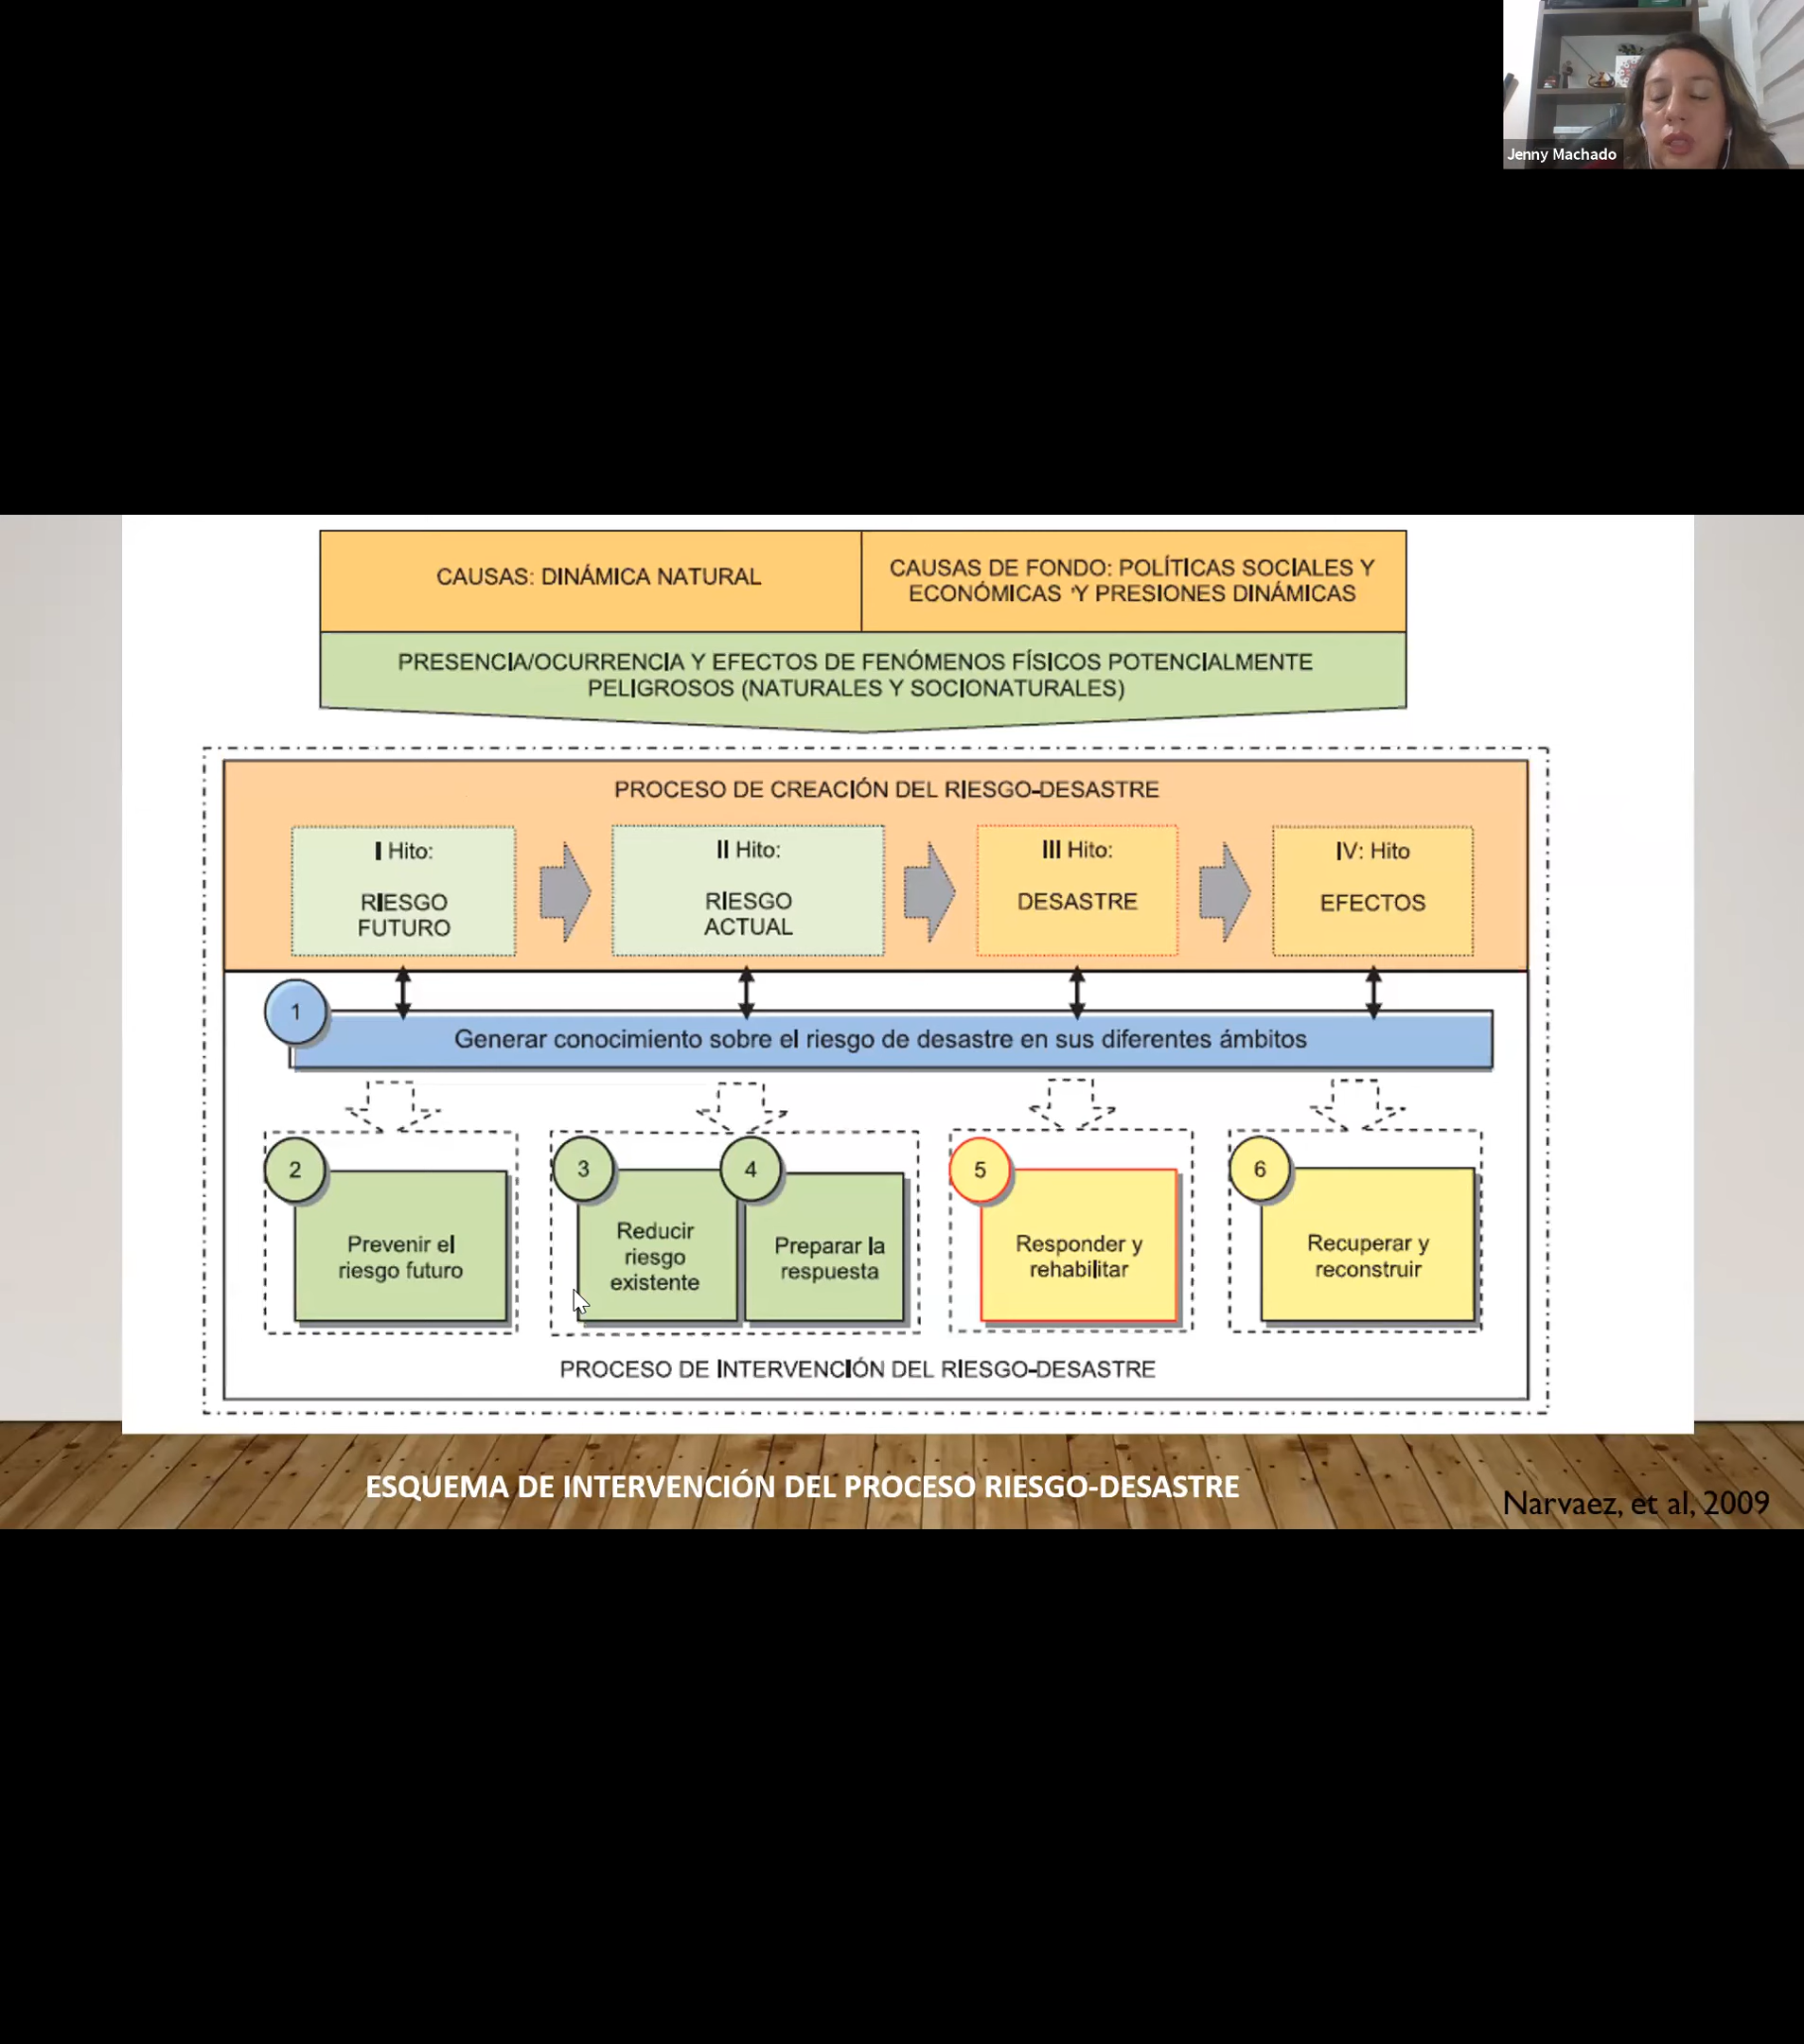 Jenny Machado
CAUSAS: DINÁMICA NATURAL
CAUSAS DE FONDO: POLÍTICAS SOCIALES Y
ECONÓMICAS 'Y PRESIONES DINÁMICAS
PRESENCIA/OCURRENCIA Y EFECTOS DE FENÓMENOS FÍSICOS POTENCIALMENTE
PELIGROSOS (NATURALES Y SOCIONATURALES)
PROCESO DE CREACIÓN DEL RIESGO-DESASTRE
I Hito:
RIESGO
FUTURO
II Hito:
RIESGO
ACTUAL
III Hito:
DESASTRE
IV: Hito
EFECTOS
1
Generar conocimiento sobre el riesgo de desastre en sus diferentes ámbitos
2
Prevenir el
riesgo futuro
3
Reducir
riesgo
existente
4
Preparar la
respuesta
5
Responder y
rehabilitar
6
Recuperar y
reconstruir
PROCESO DE INTERVENCIÓN DEL RIESGO-DESASTRE
ESQUEMA DE INTERVENCIÓN DEL PROCESO RIESGO-DESASTRE
Narvaez, et al, 2009